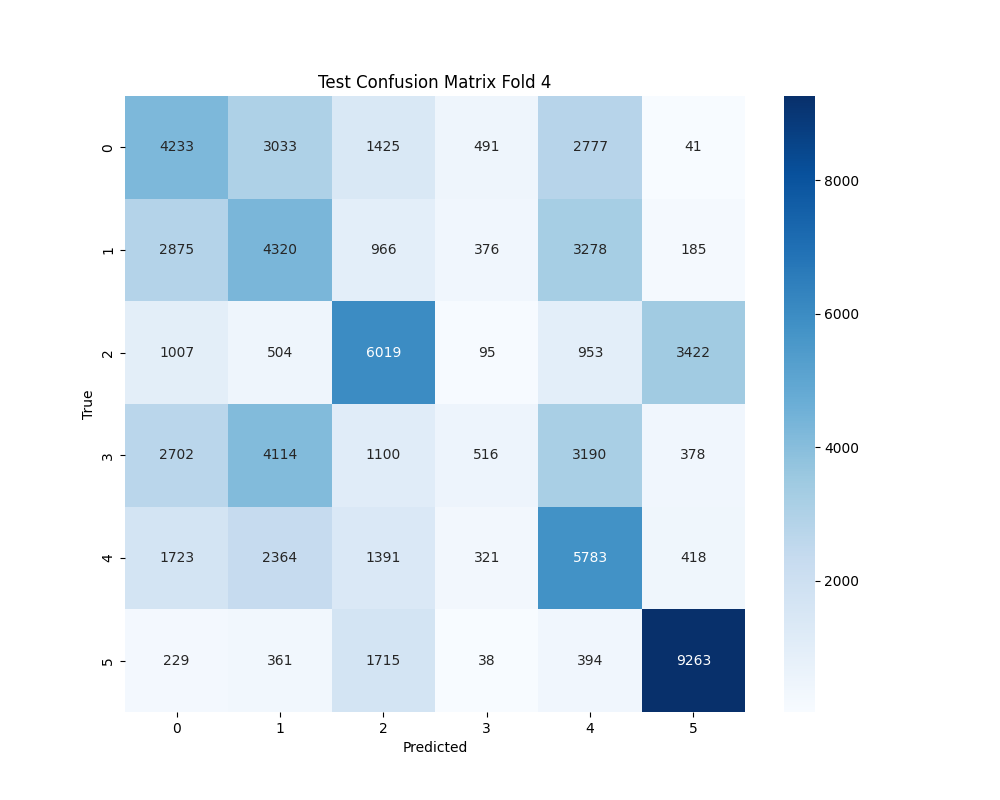 Test Confusion Matrix Fold 4
0 4233 3033 1425 491 2777 41
1 2875 4320 966 376 3278 185
2 1007 504 6019 95 953 3422
3 2702 4114 1100 516 3190 378
4 1723 2364 1391 321 5783 418
5 229 361 1715 38 394 9263
0 1 2 3 4 5
Predicted
True
8000
6000
4000
2000